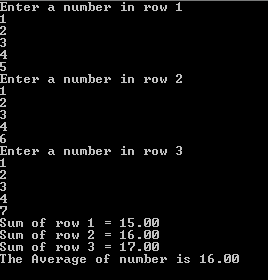 Enter a number in row 1
1
2
3
4
5
Enter a number in row 2
1
2
3
4
6
Enter a number in row 3
1
2
3
4
7
Sum of row 1 = 15.00
Sum of row 2 = 16.00
Sum of row 3 = 17.00
The Average of number is 16.00